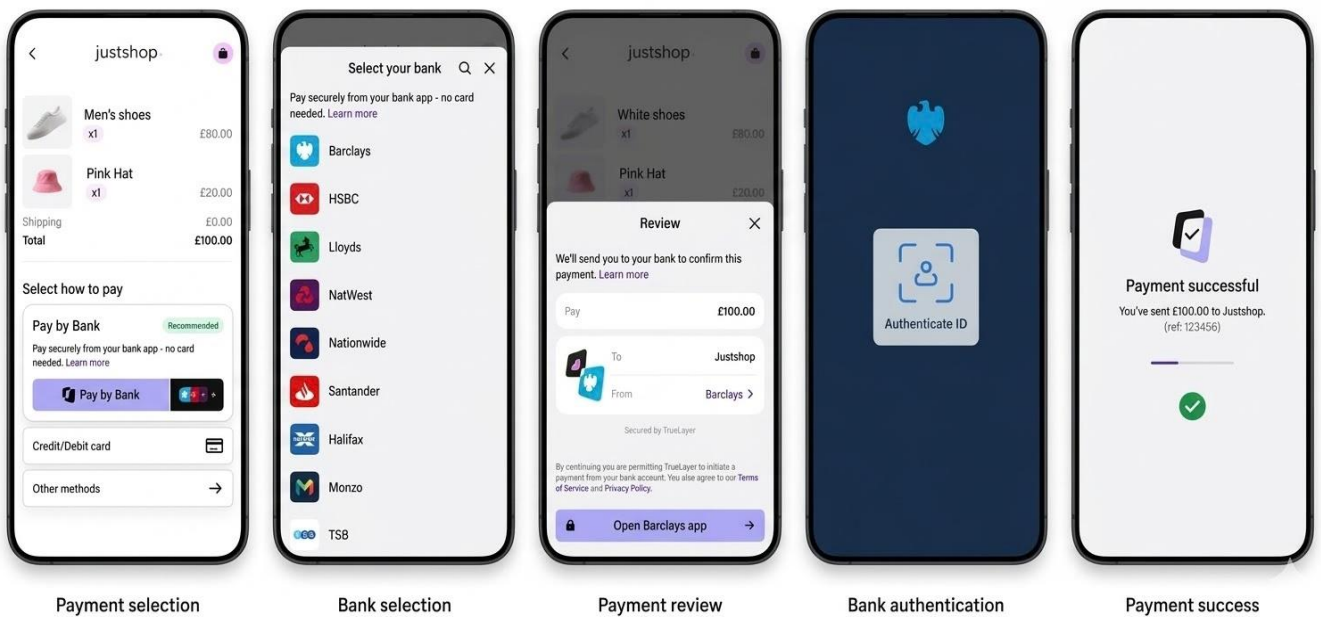 justshop
Men's shoes
x1
£80.00
Pink Hat
x1
£20.00
Shipping
£0.00
Total
£100.00
Select how to pay
Pay by Bank
Recommended
Pay securely from your bank app - no card
needed. Learn more
Pay by Bank
Credit/Debit card
Other methods
Payment selection
Select your bank
Pay securely from your bank app - no card
needed. Learn more
Barclays
HSBC
Lloyds
NatWest
Nationwide
Santander
Halifax
Monzo
TSB
Bank selection
justshop
White shoes
x1
£80.00
Pink Hat
x1
£20.00
Review
We'll send you to your bank to confirm this
payment. Learn more
Pay
£100.00
To
Justshop
From
Barclays
Secured by TrueLayer
By continuing you are permitting TrueLayer to initiate a
payment from your bank account. You alse agree to our Terms
of Service and Privacy Policy.
Open Barclays app
Payment review
Authenticate ID
Bank authentication
Payment successful
You've sent £100.00 to Justshop.
(ref: 123456)
Payment success